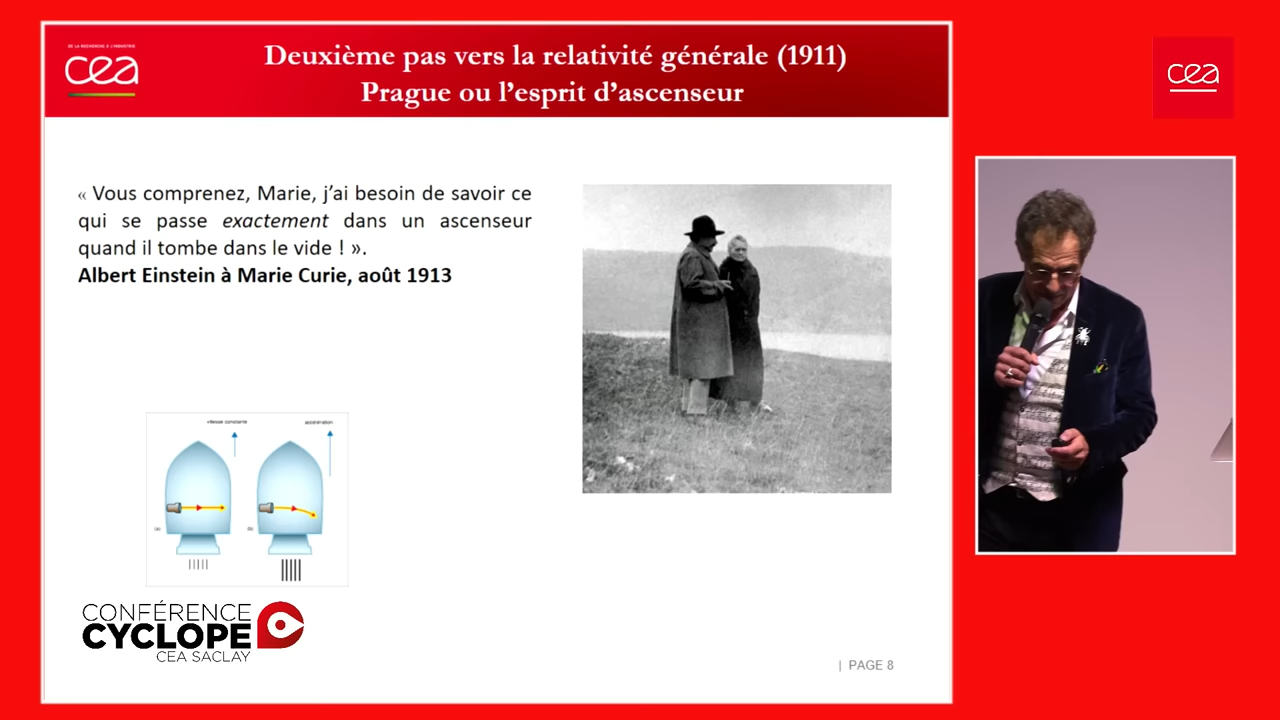 DE LA RECHERCHE À L'INDUSTRIE
cea
Deuxième pas vers la relativité générale (1911)
Prague ou l'esprit d'ascenseur
cea
« Vous comprenez, Marie, j'ai besoin de savoir ce
qui se passe exactement dans un ascenseur
quand il tombe dans le vide ! ».
Albert Einstein à Marie Curie, août 1913
vitesse constante
accélération
(a)
(b)
CONFÉRENCE
CYCLOPE
CEA SACLAY
| PAGE 8